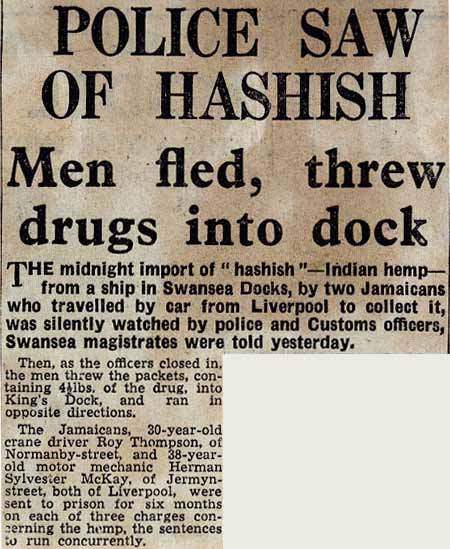 POLICE SAW
OF HASHISH
Men fled, threw
drugs into dock
THE midnight import of "hashish"—Indian hemp—
from a ship in Swansea Docks, by two Jamaicans
who travelled by car from Liverpool to collect it,
was silently watched by police and Customs officers,
Swansea magistrates were told yesterday.
Then, as the officers closed in,
the men threw the packets, con-
taining 4½lbs. of the drug, into
King's Dock, and ran in
opposite directions.
The Jamaicans, 30-year-old
crane driver Roy Thompson, of
Normanby-street, and 38-year-
old motor mechanic Herman
Sylvester McKay, of Jermyn-
street, both of Liverpool, were
sent to prison for six months
on each of three charges con-
cerning the hemp, the sentences
to run concurrently.